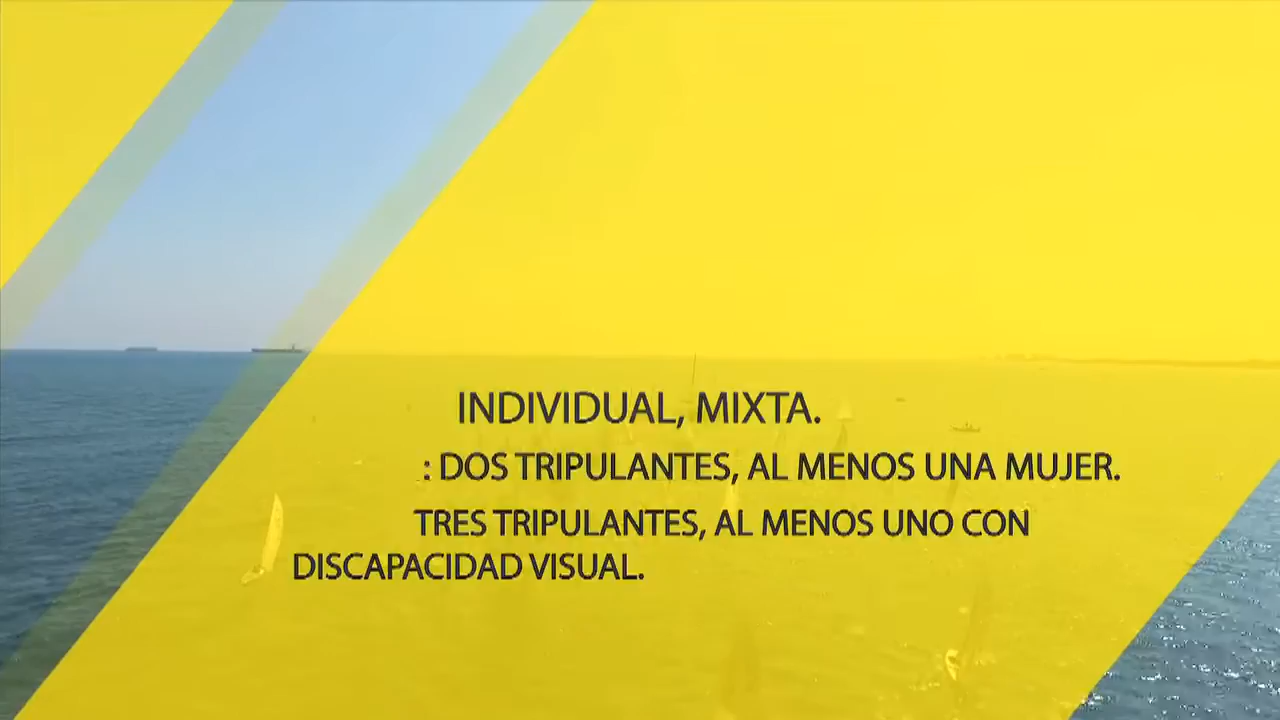 INDIVIDUAL, MIXTA.
: DOS TRIPULANTES, AL MENOS UNA MUJER.
TRES TRIPULANTES, AL MENOS UNO CON
DISCAPACIDAD VISUAL.